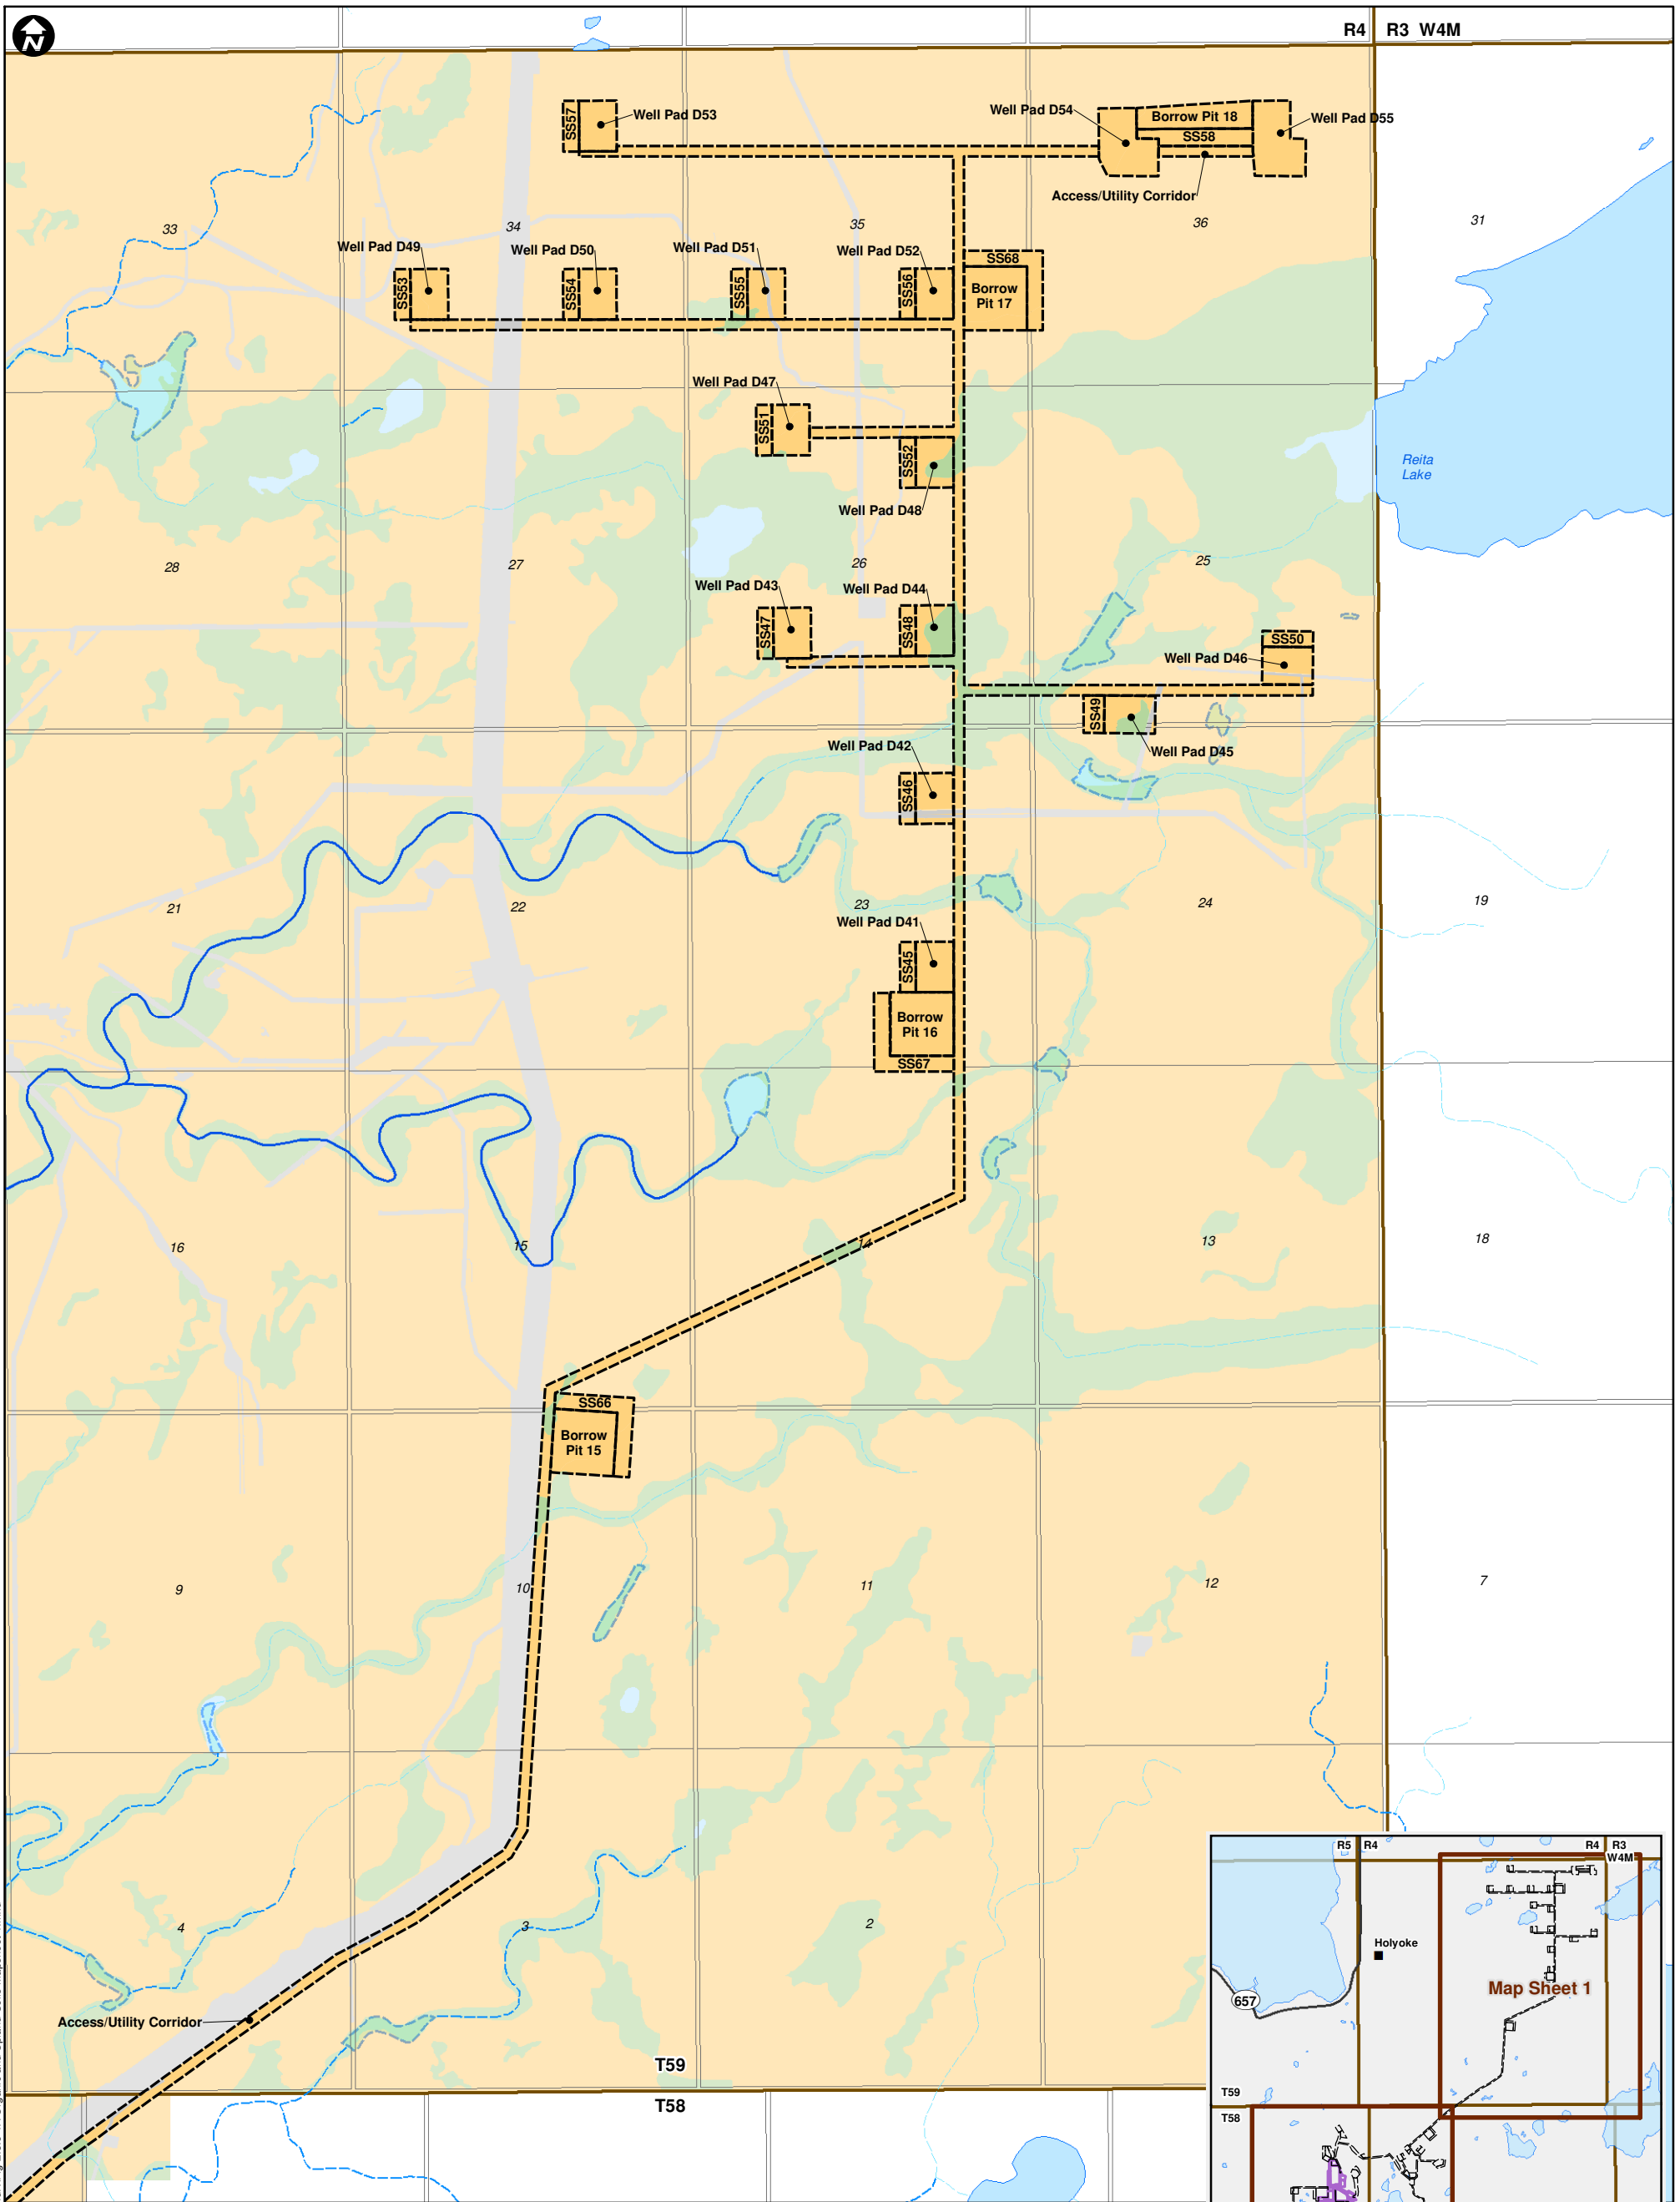 N
R4 R3 W4M
SS57
Well Pad D53
Well Pad D54
Borrow Pit 18
SS58
Well Pad D55
Access/Utility Corridor
33
34
35
36
31
Well Pad D49
Well Pad D50
Well Pad D51
Well Pad D52
SS53
SS54
SS55
SS56
SS68
Borrow
Pit 17
Well Pad D47
SS51
SS52
Well Pad D48
Reita
Lake
28
27
26
25
Well Pad D43
Well Pad D44
SS47
SS48
SS50
Well Pad D46
SS49
Well Pad D45
Well Pad D42
SS46
21
22
23
24
19
Well Pad D41
SS45
Borrow
Pit 16
SS67
16
15
14
13
18
SS66
Borrow
Pit 15
9
10
11
12
7
4
3
2
Access/Utility Corridor
T59
T58
R5 R4
R4 R3
W4M
Holyoke
657
Map Sheet 1
T59
T58